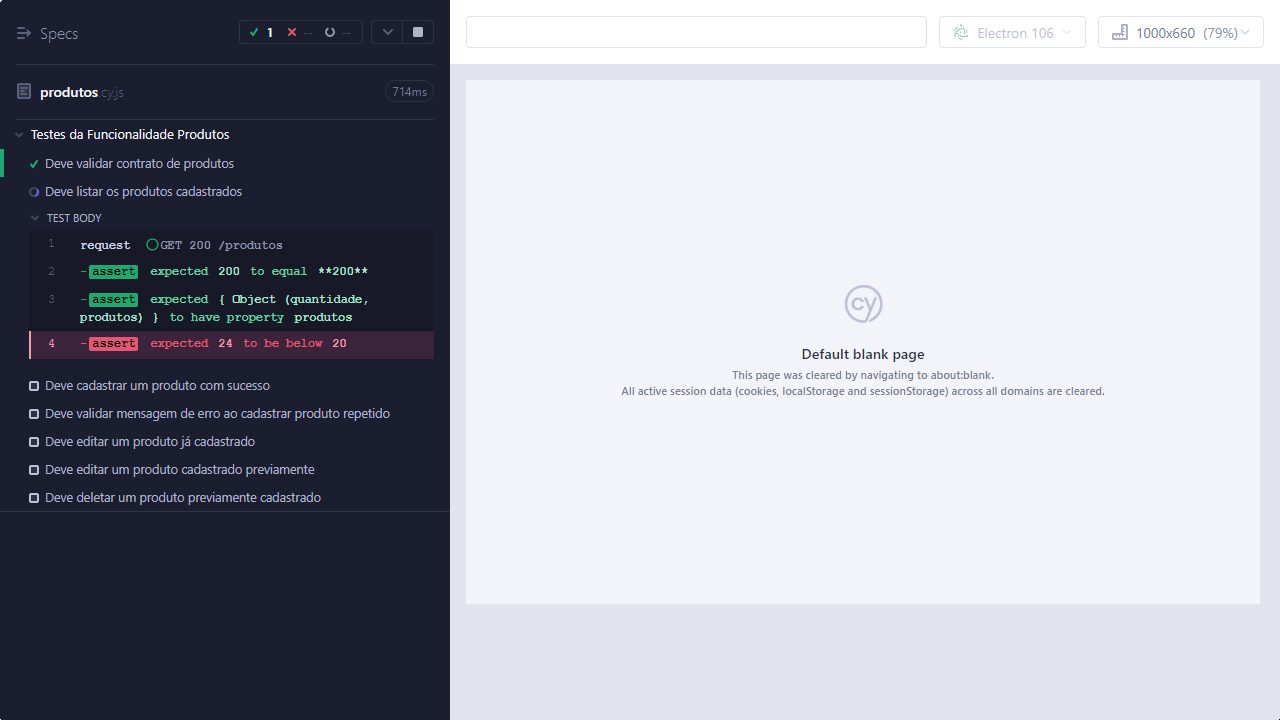 Specs
1 -- --
produtos.cy.js
714ms
Testes da Funcionalidade Produtos
Deve validar contrato de produtos
Deve listar os produtos cadastrados
TEST BODY
1 request GET 200 /produtos
2 -assert expected 200 to equal **200**
3 -assert expected { Object (quantidade,
produtos) } to have property produtos
4 -assert expected 24 to be below 20
Deve cadastrar um produto com sucesso
Deve validar mensagem de erro ao cadastrar produto repetido
Deve editar um produto já cadastrado
Deve editar um produto cadastrado previamente
Deve deletar um produto previamente cadastrado
Electron 106
1000x660 (79%)
cy
Default blank page
This page was cleared by navigating to about:blank.
All active session data (cookies, localStorage and sessionStorage) across all domains are cleared.